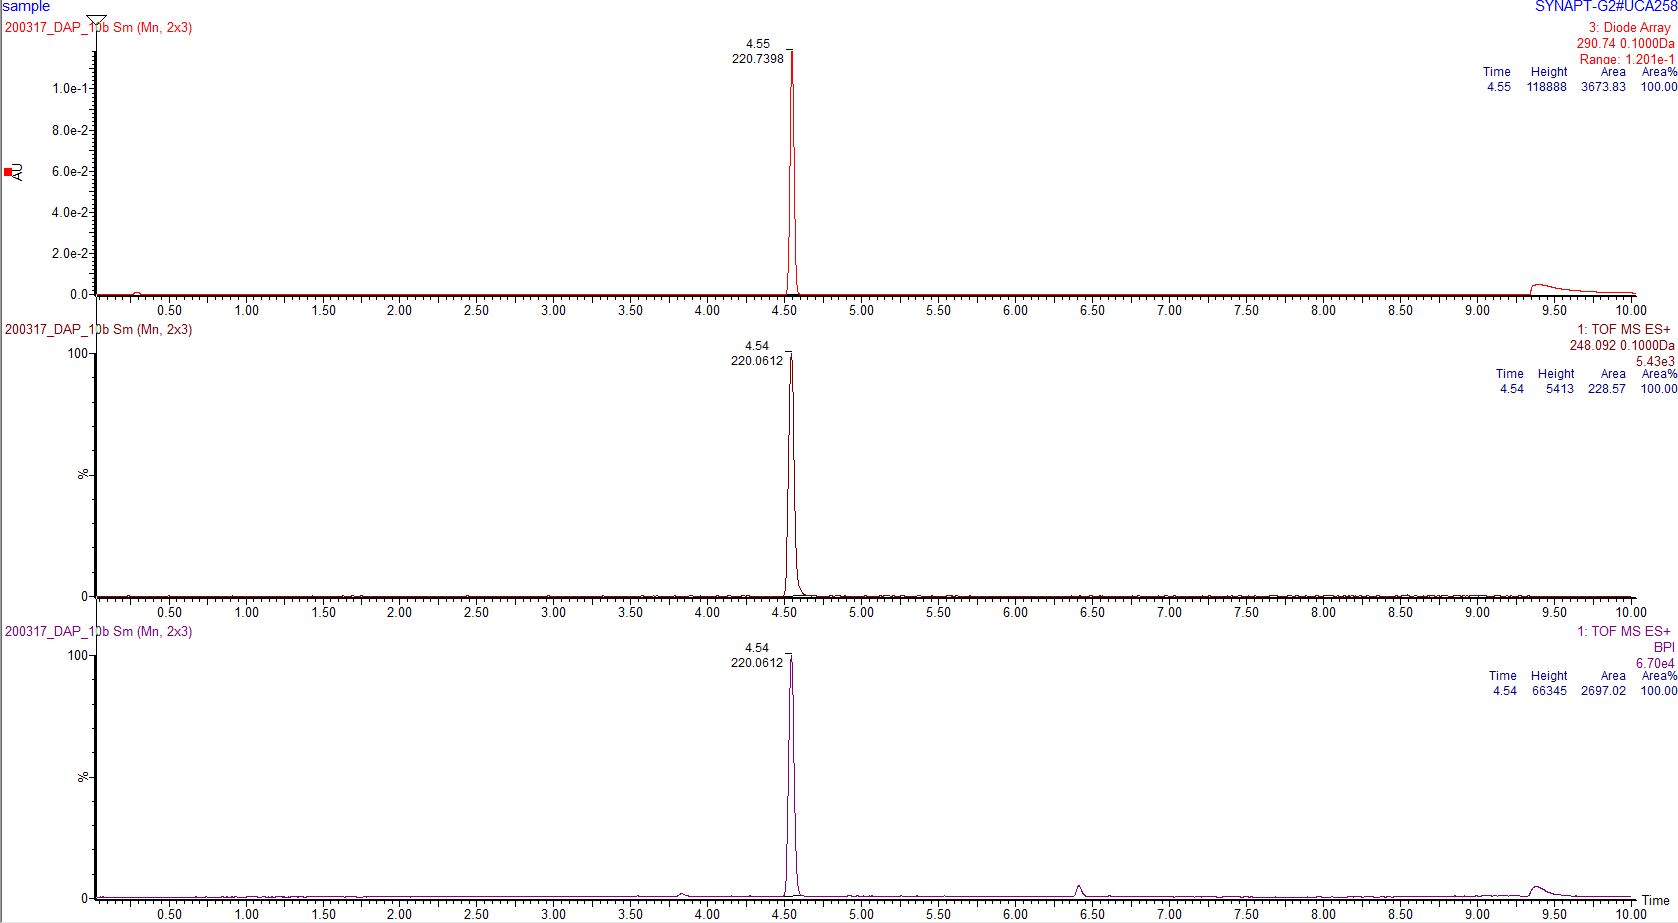 sample SYNAPT-G2#UCA258
200317_DAP_10b Sm (Mn, 2x3) 3: Diode Array
290.74 0.1000Da
Range: 1.201e-1
Time Height Area Area%
4.55 118888 3673.83 100.00
4.55
220.7398
AU
1.0e-1
8.0e-2
6.0e-2
4.0e-2
2.0e-2
0.0
0.50 1.00 1.50 2.00 2.50 3.00 3.50 4.00 4.50 5.00 5.50 6.00 6.50 7.00 7.50 8.00 8.50 9.00 9.50 10.00
200317_DAP_10b Sm (Mn, 2x3) 1: TOF MS ES+
248.092 0.1000Da
5.43e3
Time Height Area Area%
4.54 5413 228.57 100.00
4.54
220.0612
100
%
0
0.50 1.00 1.50 2.00 2.50 3.00 3.50 4.00 4.50 5.00 5.50 6.00 6.50 7.00 7.50 8.00 8.50 9.00 9.50 10.00
200317_DAP_10b Sm (Mn, 2x3) 1: TOF MS ES+
BPI
6.70e4
Time Height Area Area%
4.54 66345 2697.02 100.00
4.54
220.0612
100
%
0
Time
0.50 1.00 1.50 2.00 2.50 3.00 3.50 4.00 4.50 5.00 5.50 6.00 6.50 7.00 7.50 8.00 8.50 9.00 9.50 10.00